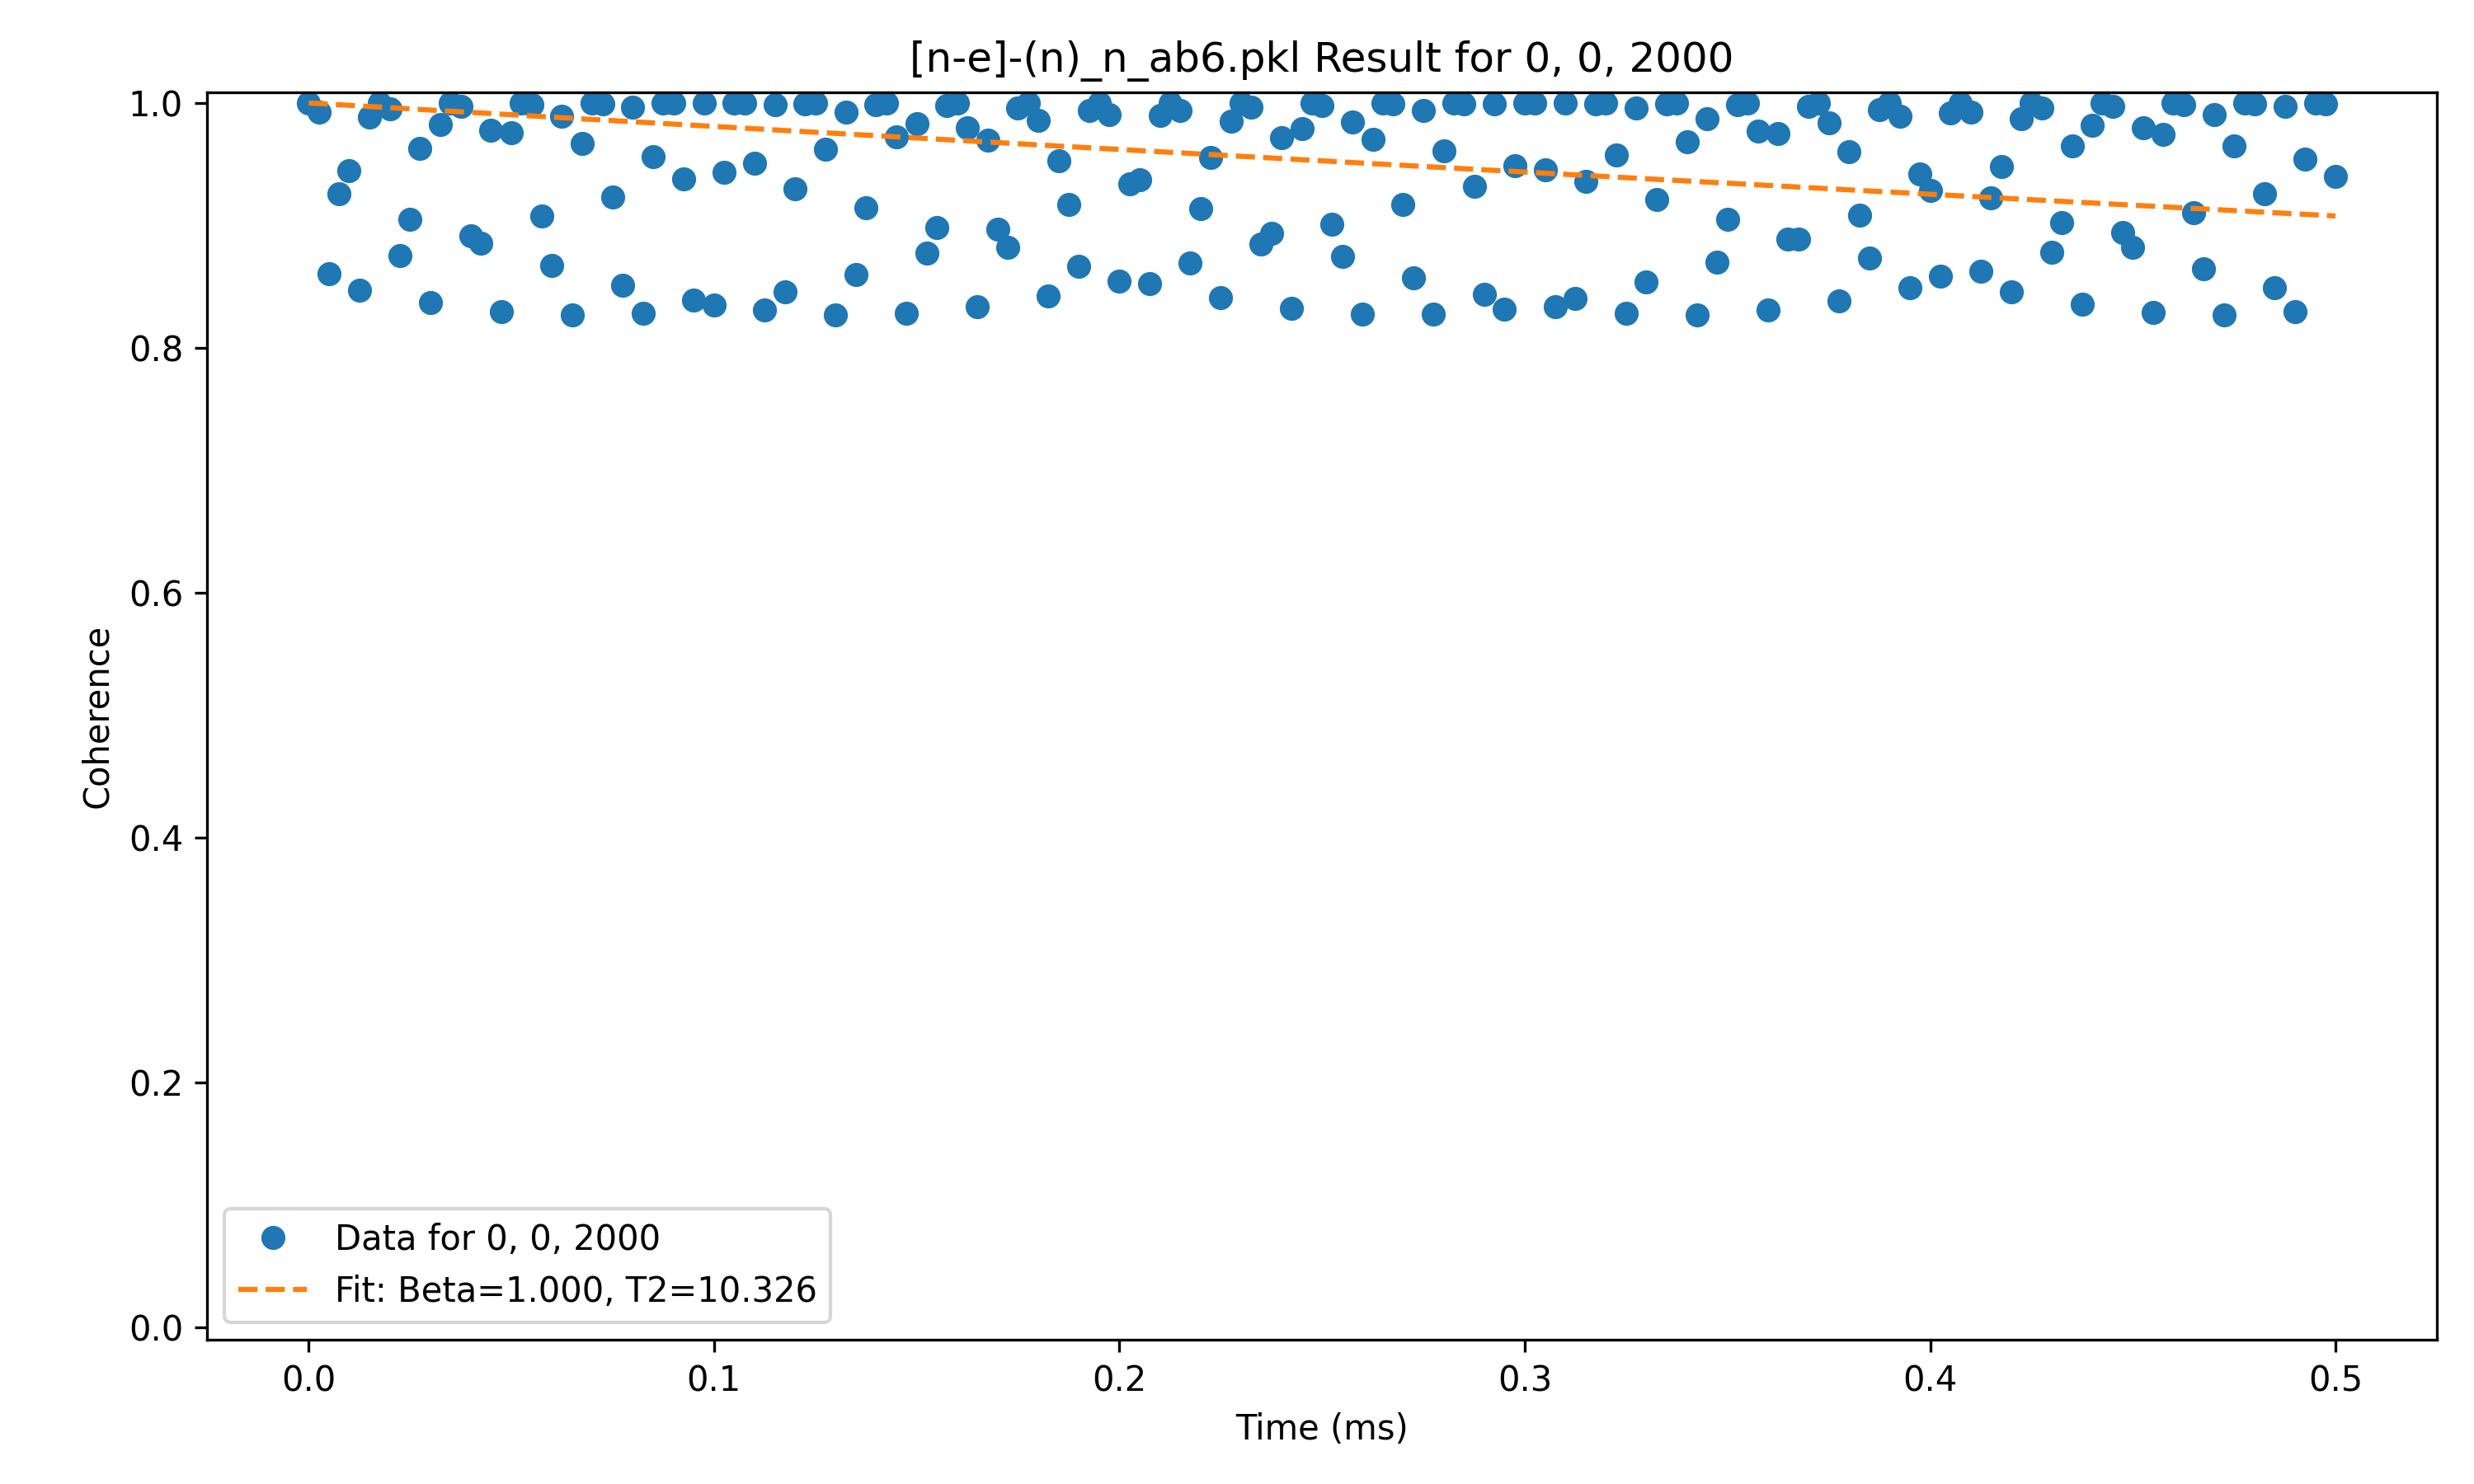 [n-e]-(n)_n_ab6.pkl Result for 0, 0, 2000
1.0
0.8
0.6
0.4
0.2
0.0
Coherence
Data for 0, 0, 2000
Fit: Beta=1.000, T2=10.326
0.0 0.1 0.2 0.3 0.4 0.5
Time (ms)